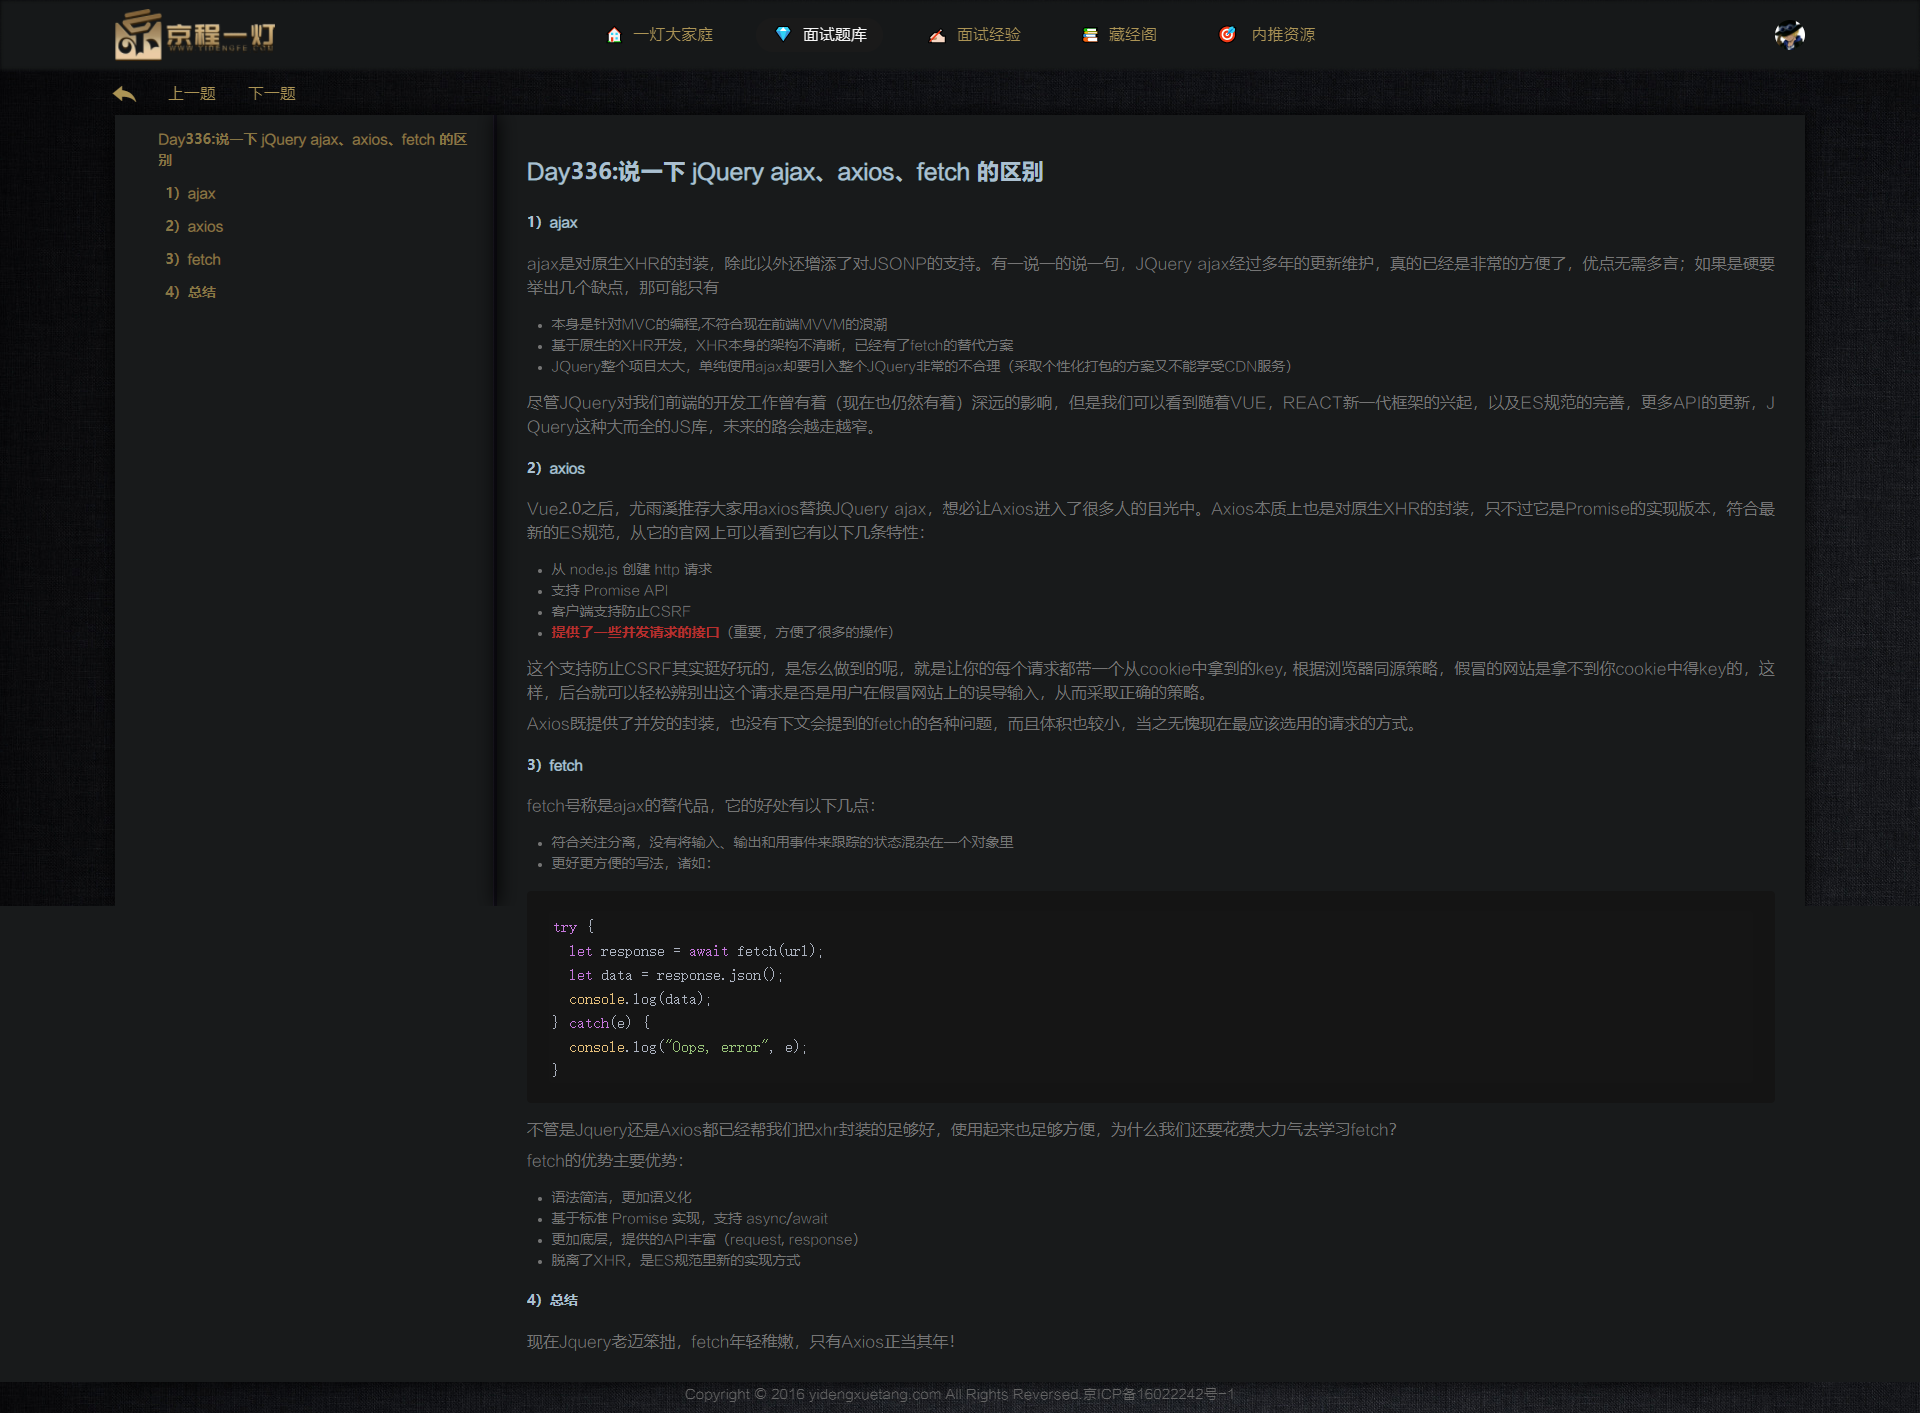 京程一灯
WWW.YIDENGFE.COM
一灯大家庭
面试题库
面试经验
藏经阁
内推资源
上一题
下一题
Day336:说一下 jQuery ajax、axios、fetch 的区
别
1）ajax
2）axios
3）fetch
4）总结
Day336:说一下 jQuery ajax、axios、fetch 的区别
1）ajax
ajax是对原生XHR的封装，除此以外还增添了对JSONP的支持。有一说一的说一句，JQuery ajax经过多年的更新维护，真的已经是非常的方便了，优点无需多言；如果是硬要
举出几个缺点，那可能只有
本身是针对MVC的编程,不符合现在前端MVVM的浪潮
基于原生的XHR开发，XHR本身的架构不清晰，已经有了fetch的替代方案
JQuery整个项目太大，单纯使用ajax却要引入整个JQuery非常的不合理（采取个性化打包的方案又不能享受CDN服务）
尽管JQuery对我们前端的开发工作曾有着（现在也仍然有着）深远的影响，但是我们可以看到随着VUE，REACT新一代框架的兴起，以及ES规范的完善，更多API的更新，J
Query这种大而全的JS库，未来的路会越走越窄。
2）axios
Vue2.0之后，尤雨溪推荐大家用axios替换JQuery ajax，想必让Axios进入了很多人的目光中。Axios本质上也是对原生XHR的封装，只不过它是Promise的实现版本，符合最
新的ES规范，从它的官网上可以看到它有以下几条特性：
从 node.js 创建 http 请求
支持 Promise API
客户端支持防止CSRF
提供了一些并发请求的接口（重要，方便了很多的操作）
这个支持防止CSRF其实挺好玩的，是怎么做到的呢，就是让你的每个请求都带一个从cookie中拿到的key, 根据浏览器同源策略，假冒的网站是拿不到你cookie中得key的，这
样，后台就可以轻松辨别出这个请求是否是用户在假冒网站上的误导输入，从而采取正确的策略。
Axios既提供了并发的封装，也没有下文会提到的fetch的各种问题，而且体积也较小，当之无愧现在最应该选用的请求的方式。
3）fetch
fetch号称是ajax的替代品，它的好处有以下几点：
符合关注分离，没有将输入、输出和用事件来跟踪的状态混杂在一个对象里
更好更方便的写法，诸如：
try {
let response = await fetch(url);
let data = response.json();
console.log(data);
} catch(e) {
console.log("Oops, error", e);
}
不管是Jquery还是Axios都已经帮我们把xhr封装的足够好，使用起来也足够方便，为什么我们还要花费大力气去学习fetch？
fetch的优势主要优势：
语法简洁，更加语义化
基于标准 Promise 实现，支持 async/await
更加底层，提供的API丰富（request, response）
脱离了XHR，是ES规范里新的实现方式
4）总结
现在Jquery老迈笨拙，fetch年轻稚嫩，只有Axios正当其年！
Copyright © 2016 yidengxuetang.com All Rights Reversed.京ICP备16022242号-1